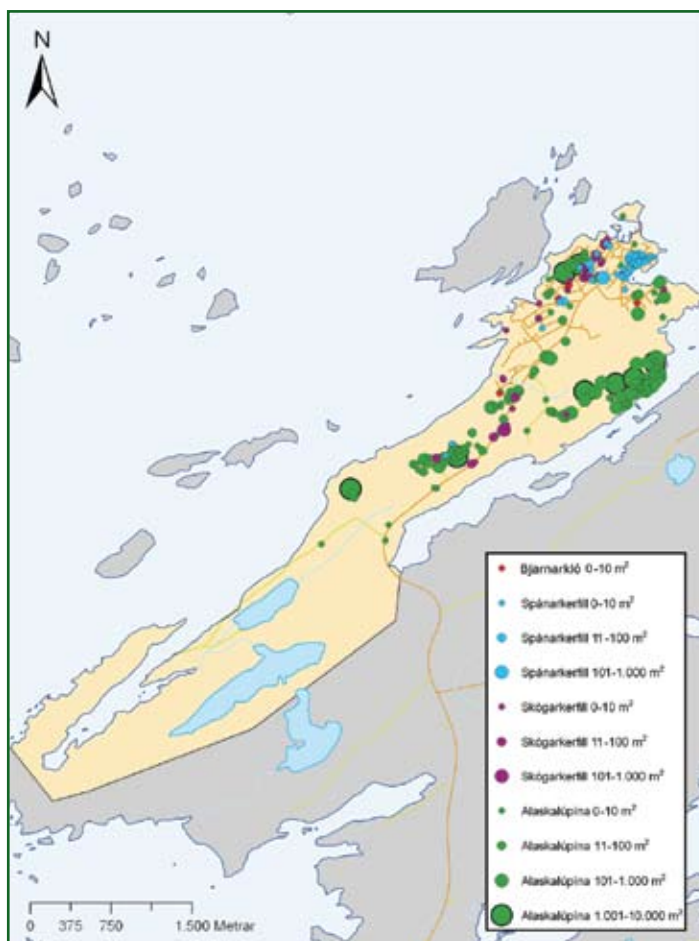 N
Bjarnarkló 0-10 m²
Spánarkerfill 0-10 m²
Spánarkerfill 11-100 m²
Spánarkerfill 101-1.000 m²
Skógarkerfill 0-10 m²
Skógarkerfill 11-100 m²
Skógarkerfill 101-1.000 m²
Alaskalúpína 0-10 m²
Alaskalúpína 11-100 m²
Alaskalúpína 101-1.000 m²
Alaskalúpína 1.001-10.000 m²
0 375 750 1.500 Metrar